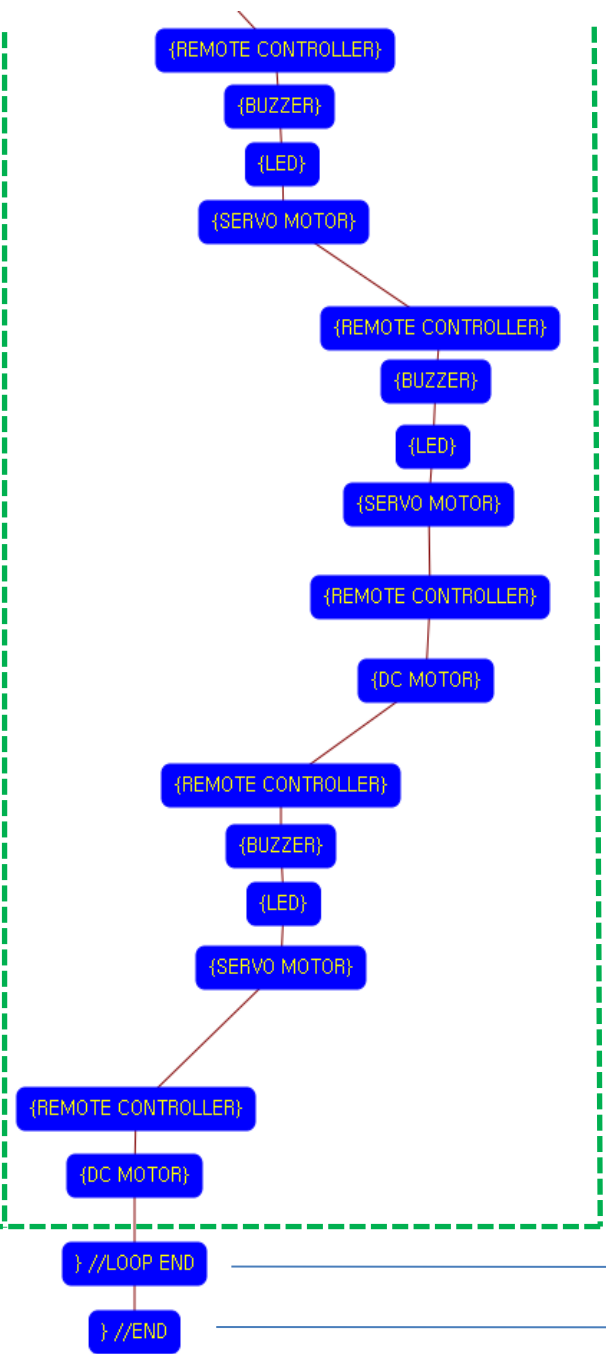 {REMOTE CONTROLLER}
{BUZZER}
{LED}
{SERVO MOTOR}
{REMOTE CONTROLLER}
{BUZZER}
{LED}
{SERVO MOTOR}
{REMOTE CONTROLLER}
{DC MOTOR}
{REMOTE CONTROLLER}
{BUZZER}
{LED}
{SERVO MOTOR}
{REMOTE CONTROLLER}
{DC MOTOR}
} //LOOP END
} //END